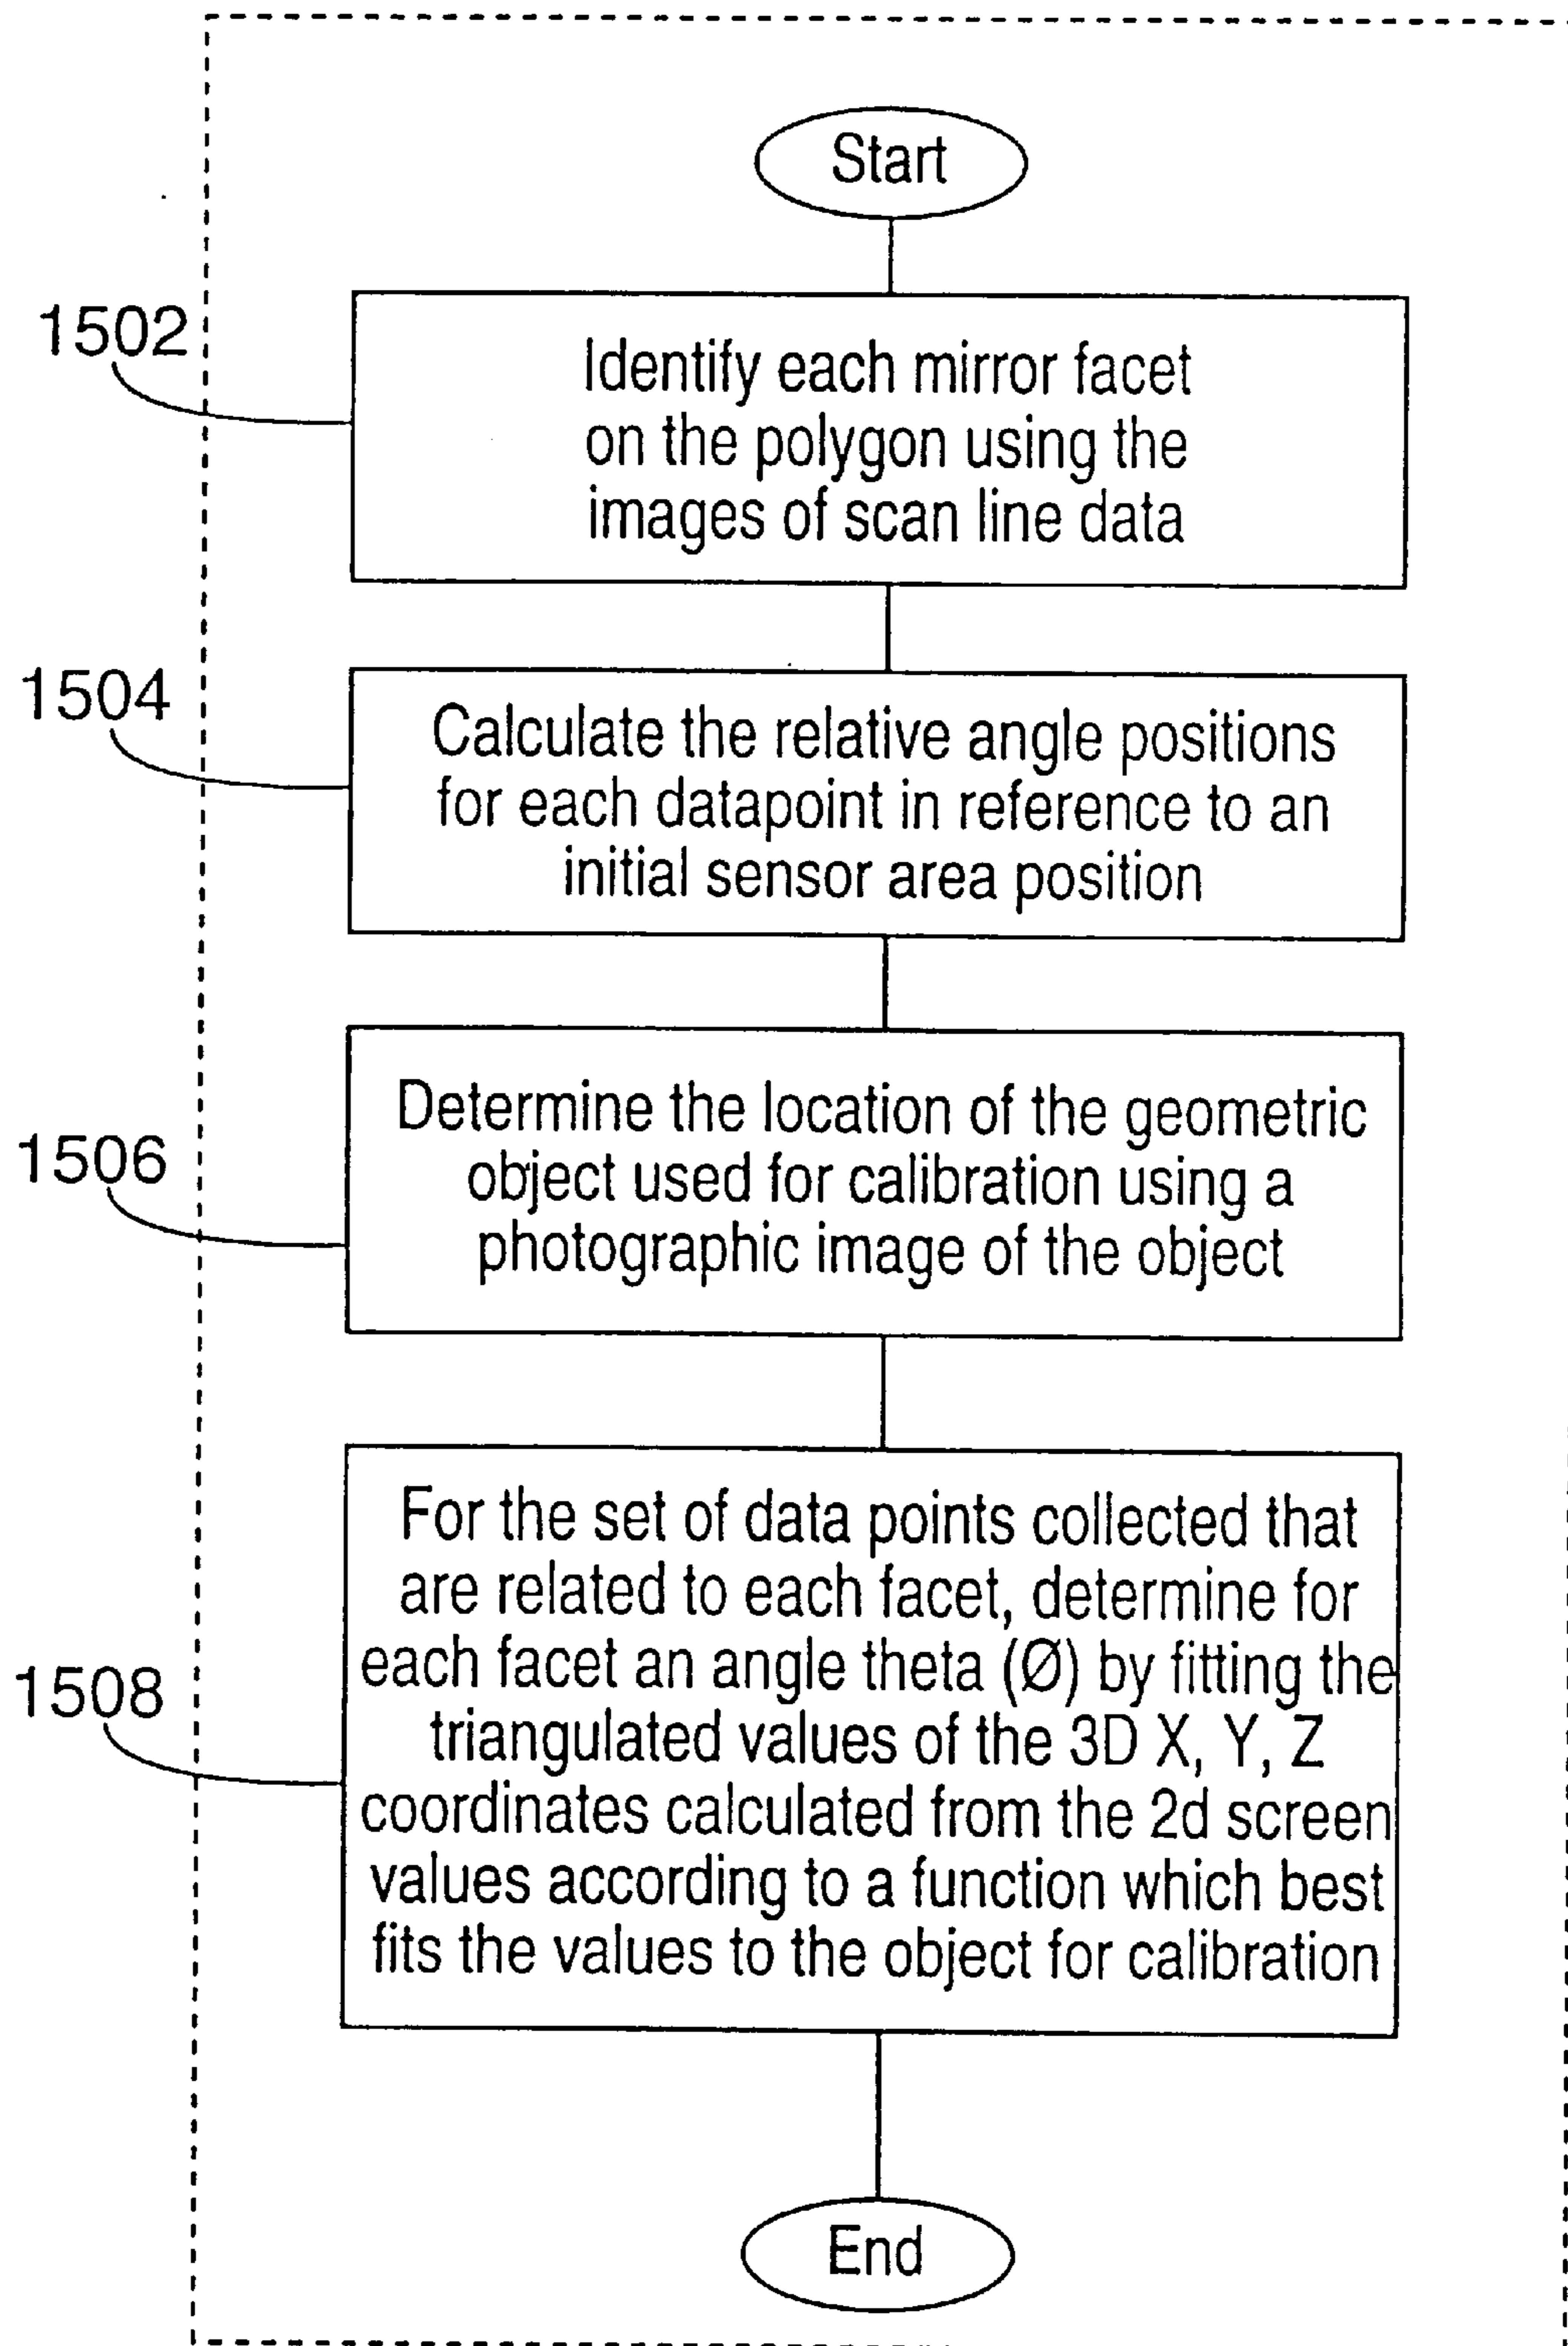 Start
1502
Identify each mirror facet
on the polygon using the
images of scan line data
1504
Calculate the relative angle positions
for each datapoint in reference to an
initial sensor area position
1506
Determine the location of the geometric
object used for calibration using a
photographic image of the object
1508
For the set of data points collected that
are related to each facet, determine for
each facet an angle theta (Ø) by fitting the
triangulated values of the 3D X, Y, Z
coordinates calculated from the 2d screen
values according to a function which best
fits the values to the object for calibration
End